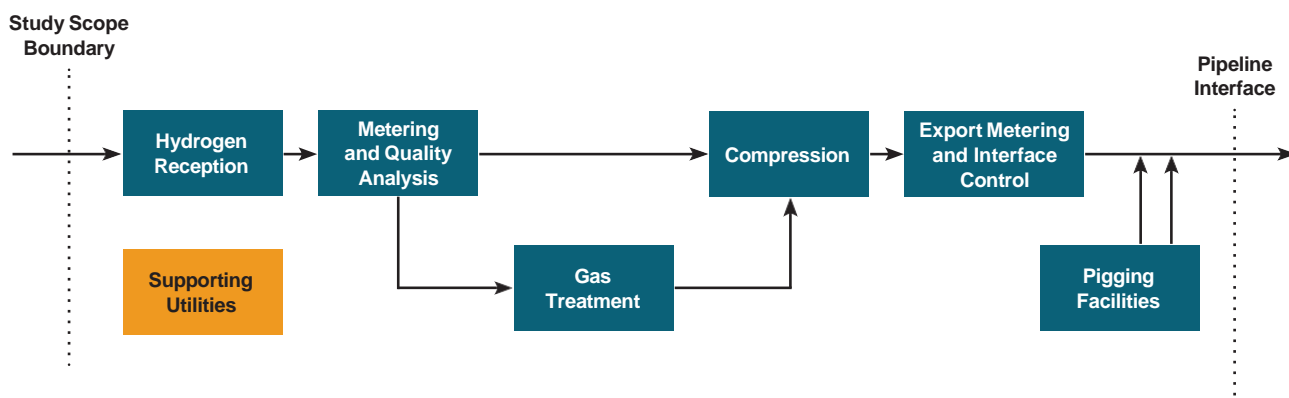 Study Scope
Boundary
Pipeline
Interface
Hydrogen
Reception
Metering
and Quality
Analysis
Compression
Export Metering
and Interface
Control
Supporting
Utilities
Gas
Treatment
Pigging
Facilities